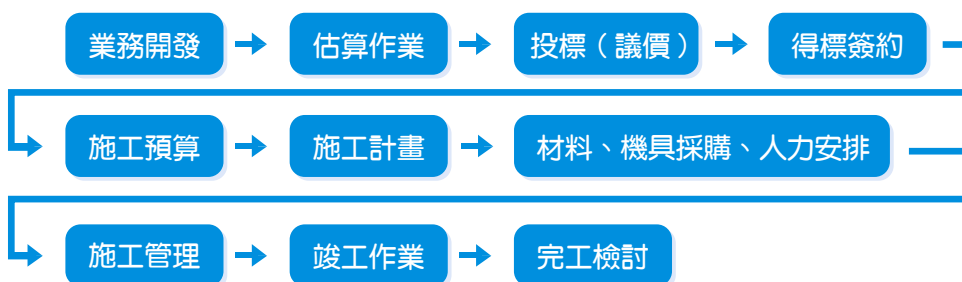 業務開發 估算作業 投標（議價） 得標簽約
施工預算 施工計畫 材料、機具採購、人力安排
施工管理 竣工作業 完工檢討